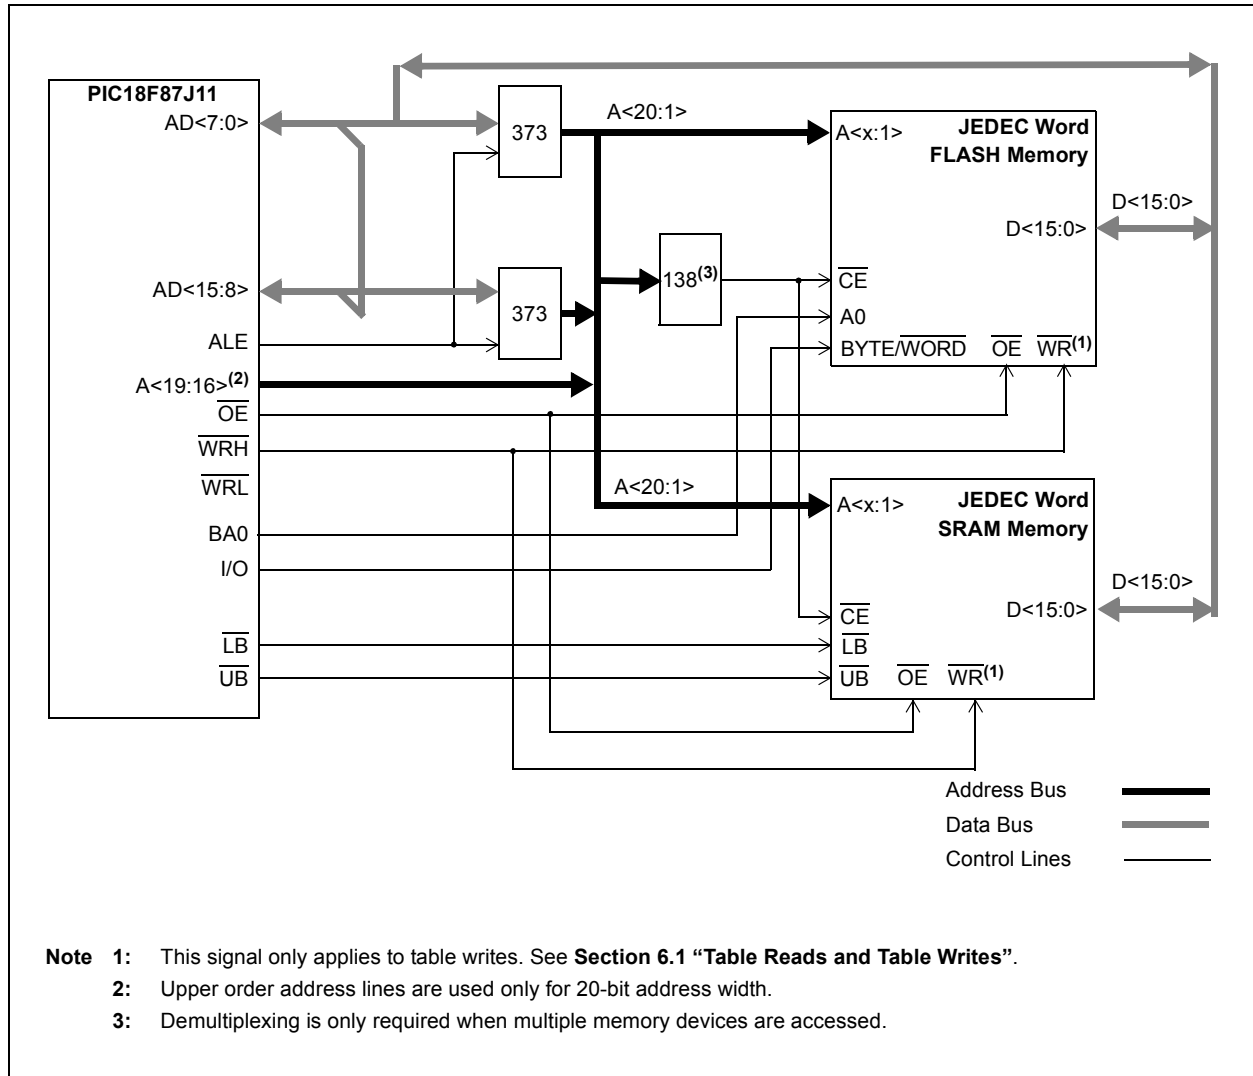 PIC18F87J11
AD<7:0>
AD<15:8>
ALE
A<19:16>(2)
OE
WRH
WRL
BA0
I/O
LB
UB
373
373
A<20:1>
138(3)
A<20:1>
A<x:1>
JEDEC Word
FLASH Memory
D<15:0>
D<15:0>
CE
A0
BYTE/WORD OE WR(1)
A<x:1>
JEDEC Word
SRAM Memory
D<15:0>
D<15:0>
CE
LB
UB OE WR(1)
Address Bus
Data Bus
Control Lines
Note 1: This signal only applies to table writes. See Section 6.1 “Table Reads and Table Writes”.
2: Upper order address lines are used only for 20-bit address width.
3: Demultiplexing is only required when multiple memory devices are accessed.